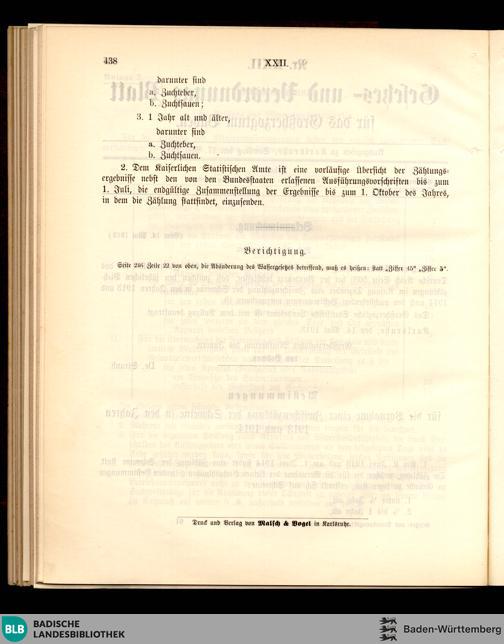 438
XXII.
darunter sind
a. Zuchteber,
b. Zuchtsauen;
3. 1 Jahr alt und älter,
darunter sind
a. Zuchteber,
b. Zuchtsauen.
2. Dem Kaiserlichen Statistischen Amte ist eine vorläufige Übersicht der Zählungs-
ergebnisse nebst den von den Bundesstaaten erlassenen Ausführungsvorschriften bis zum
1. Juli, die endgültige Zusammenstellung der Ergebnisse bis zum 1. Oktober des Jahres,
in dem die Zählung stattfindet, einzusenden.
Berichtigung.
Seite 246 Zeile 22 von oben, die Abänderung des Wassergesetzes betreffend, muß es heißen: statt „Ziffer 45“ „Ziffer 5“.
Druck und Verlag von Malsch & Vogel in Karlsruhe.
BLB
BADISCHE
LANDESBIBLIOTHEK
Baden-Württemberg